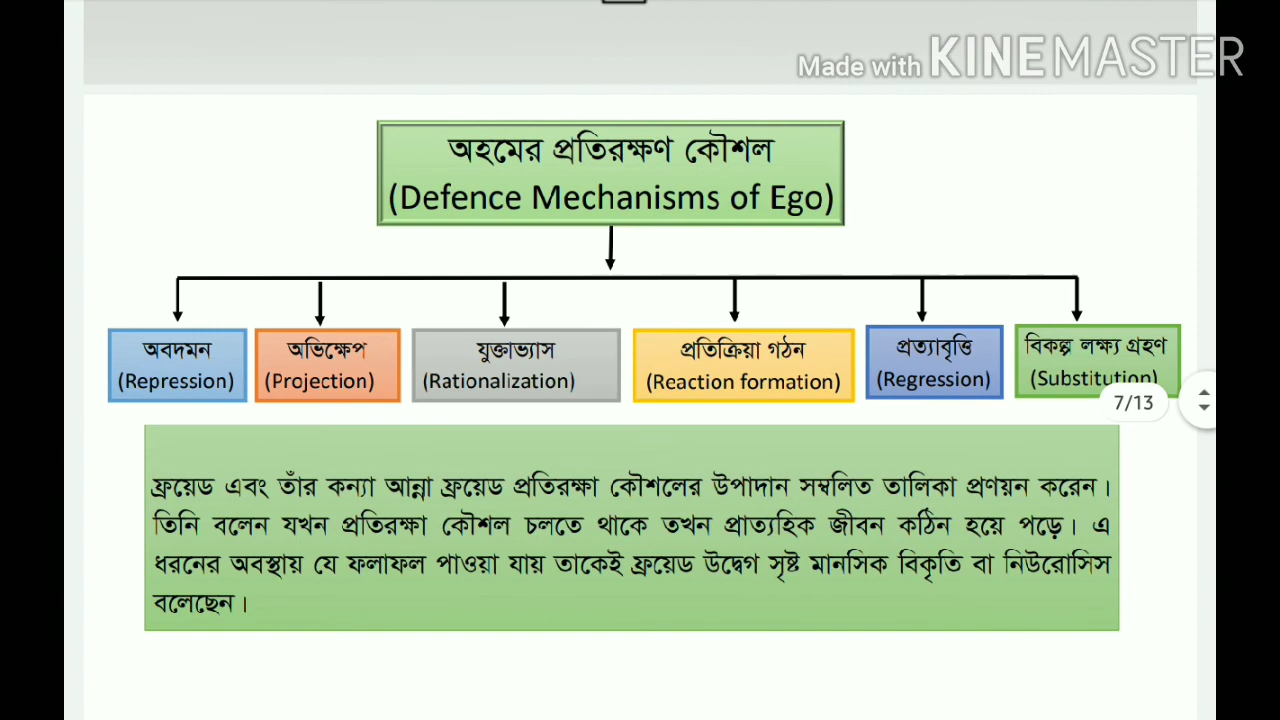 Made with KINEMASTER
অহমের প্রতিরক্ষণ কৌশল
(Defence Mechanisms of Ego)
অবদমন
(Repression)
অভিক্ষেপ
(Projection)
যুক্তাভ্যাস
(Rationalization)
প্রতিক্রিয়া গঠন
(Reaction formation)
প্রত্যাবৃত্তি
(Regression)
বিকল্প লক্ষ্য গ্রহণ
(Substitution)
7/13
ফ্রয়েড এবং তাঁর কন্যা আন্না ফ্রয়েড প্রতিরক্ষা কৌশলের উপাদান সম্বলিত তালিকা প্রণয়ন করেন।
তিনি বলেন যখন প্রতিরক্ষা কৌশল চলতে থাকে তখন প্রাত্যহিক জীবন কঠিন হয়ে পড়ে। এ
ধরনের অবস্থায় যে ফলাফল পাওয়া যায় তাকেই ফ্রয়েড উদ্বেগ সৃষ্ট মানসিক বিকৃতি বা নিউরোসিস
বলেছেন।